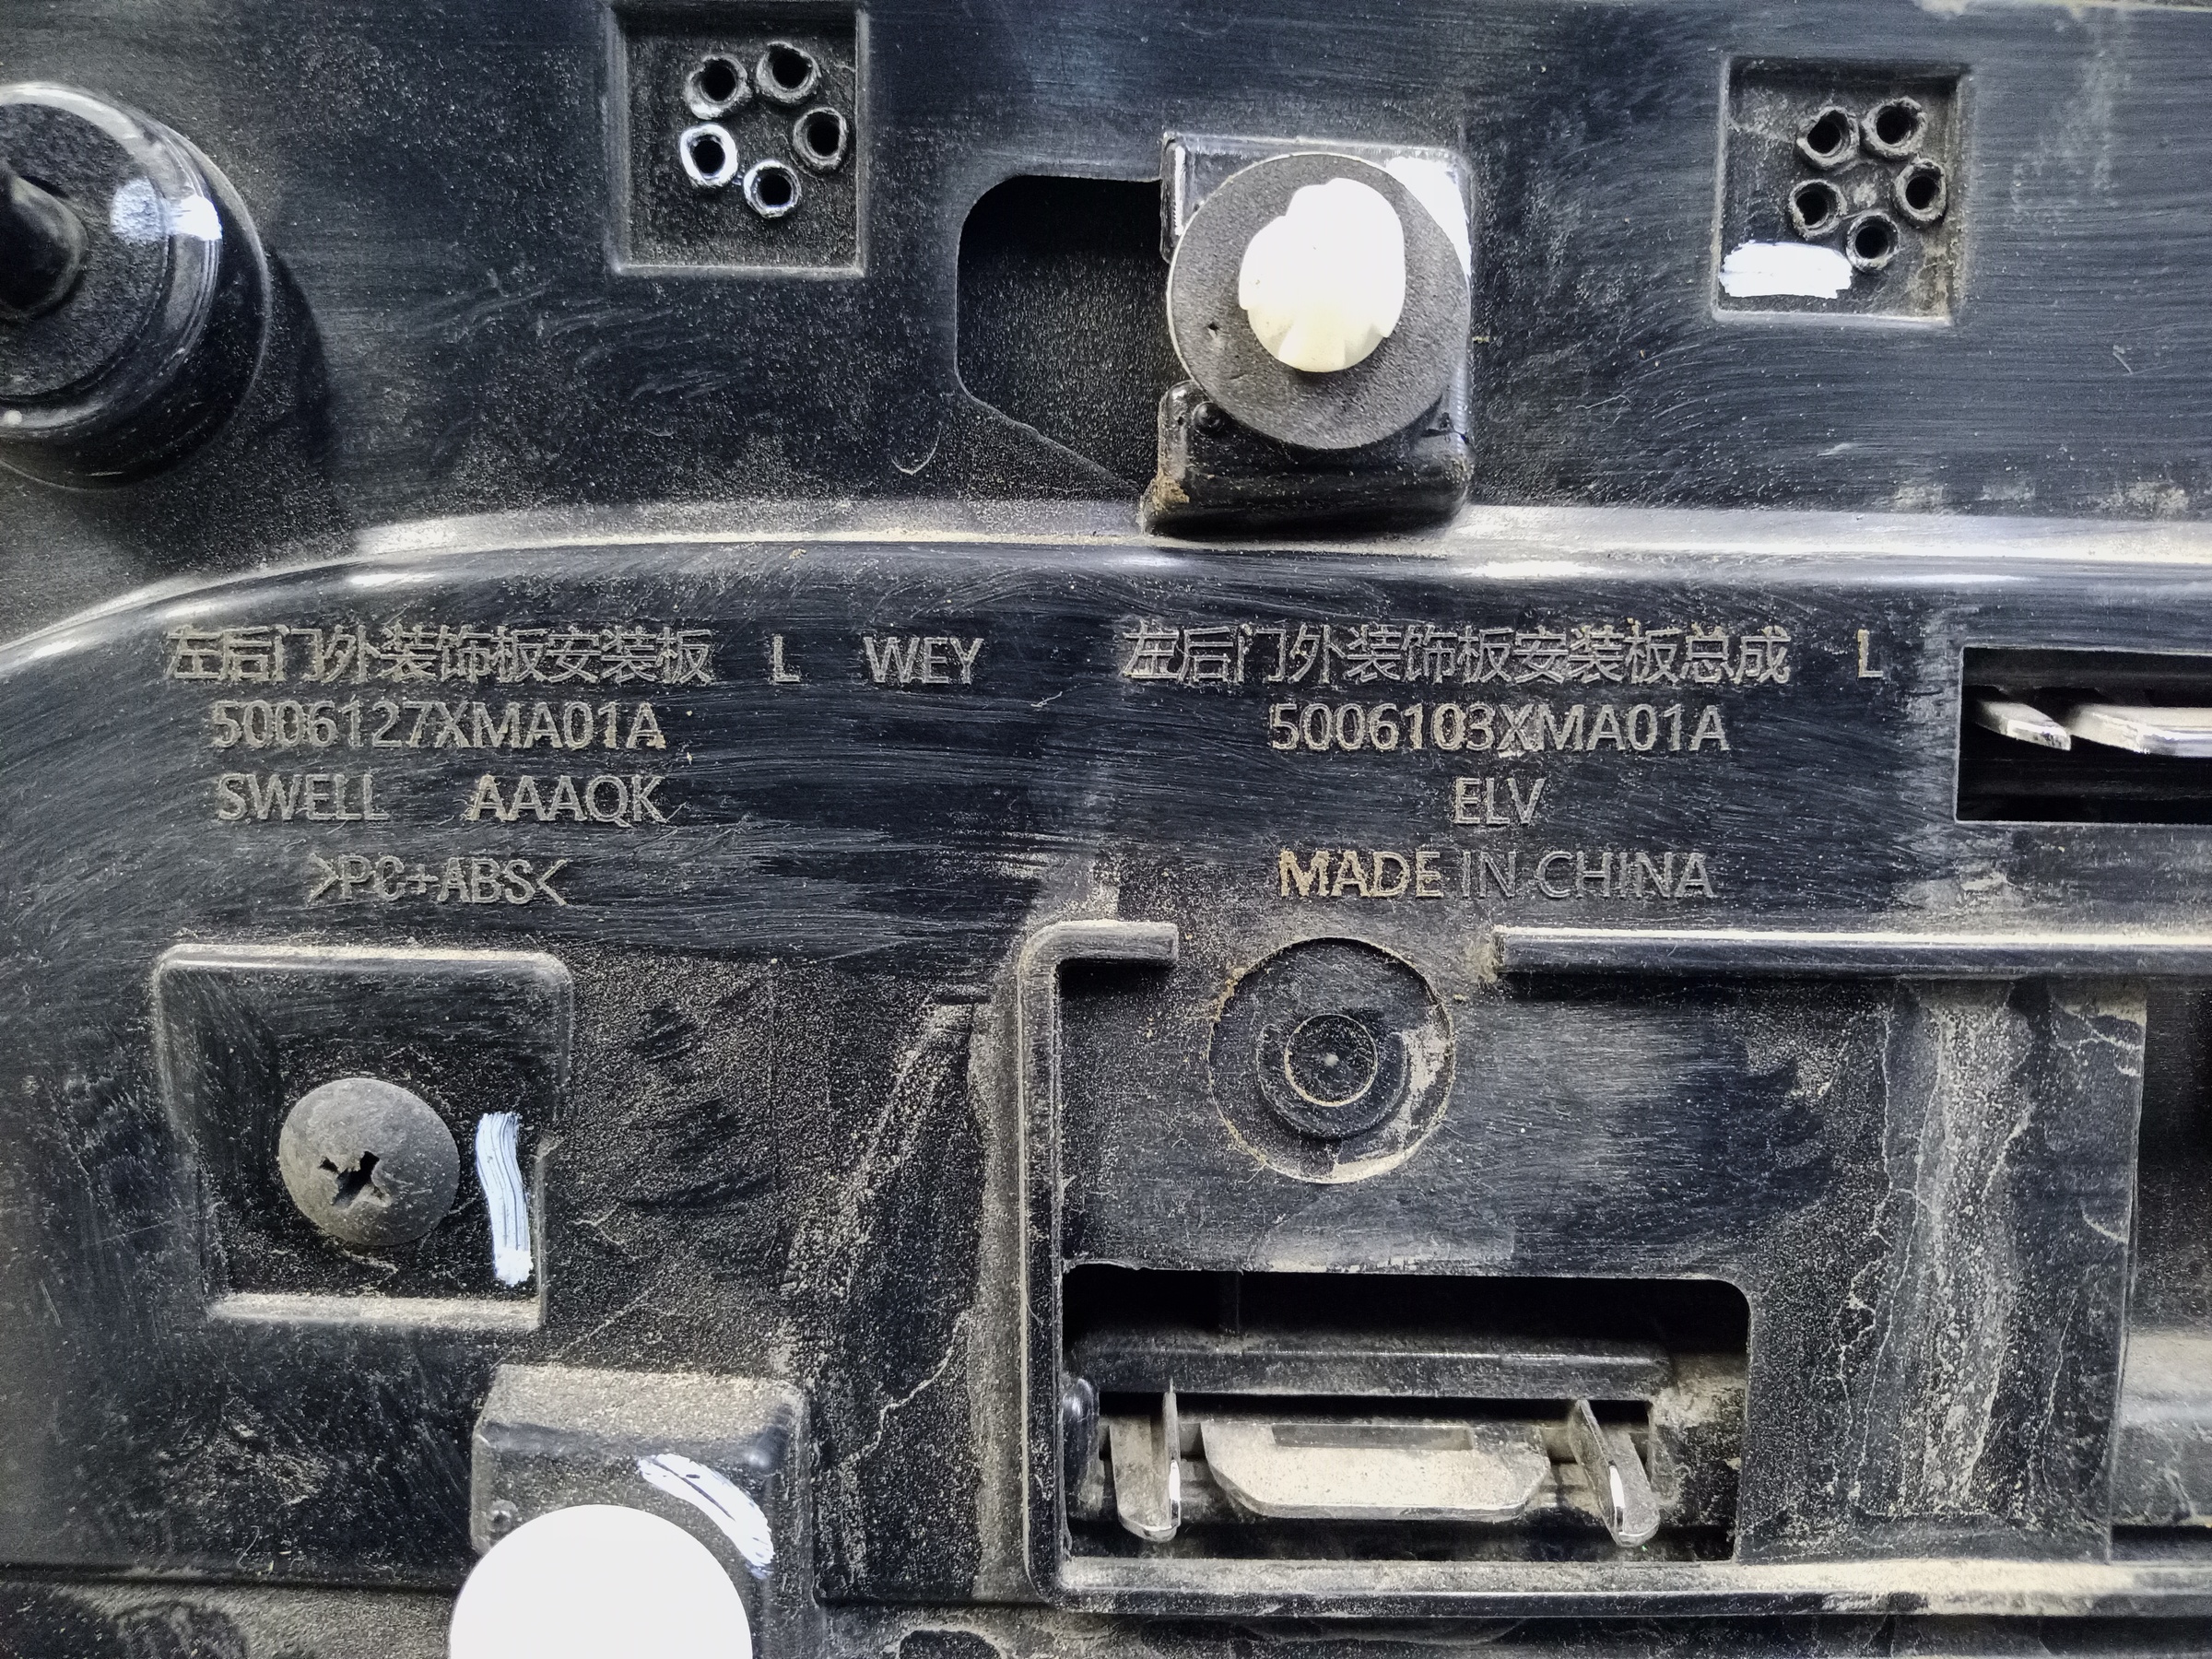 左后门外装饰板安装板 L WEY
5006127XMA01A
SWELL AAAQK
>PC+ABS<
左后门外装饰板安装板总成 L
5006103XMA01A
ELV
MADE IN CHINA